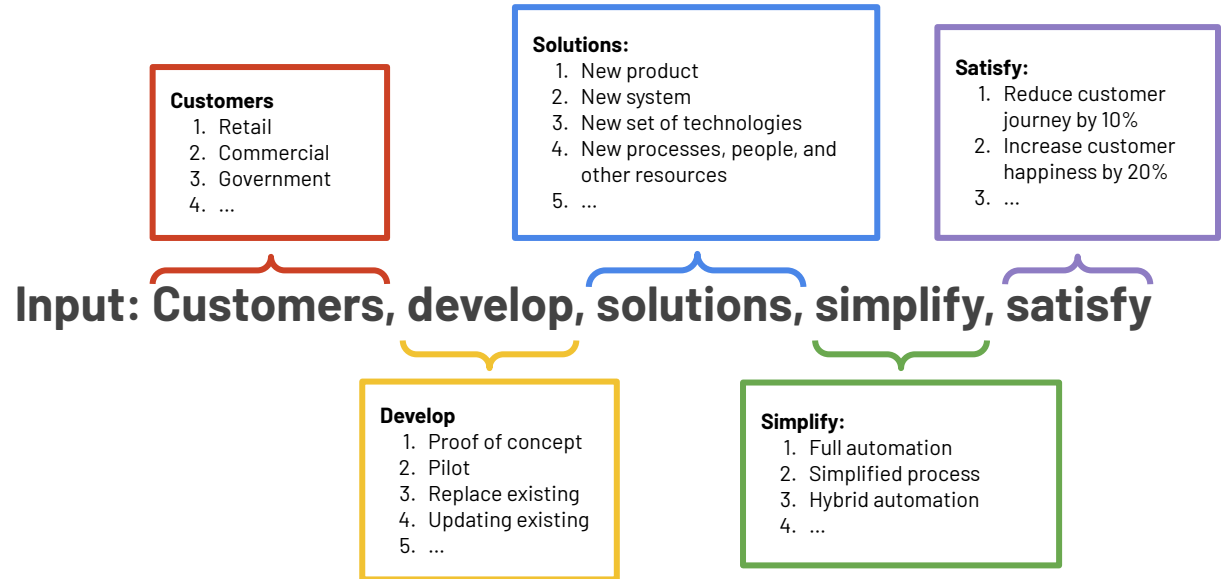 Customers
1. Retail
2. Commercial
3. Government
4. ...
Solutions:
1. New product
2. New system
3. New set of technologies
4. New processes, people, and
other resources
5. ...
Satisfy:
1. Reduce customer
journey by 10%
2. Increase customer
happiness by 20%
3. ...
Input: Customers, develop, solutions, simplify, satisfy
Develop
1. Proof of concept
2. Pilot
3. Replace existing
4. Updating existing
5. ...
Simplify:
1. Full automation
2. Simplified process
3. Hybrid automation
4. ...